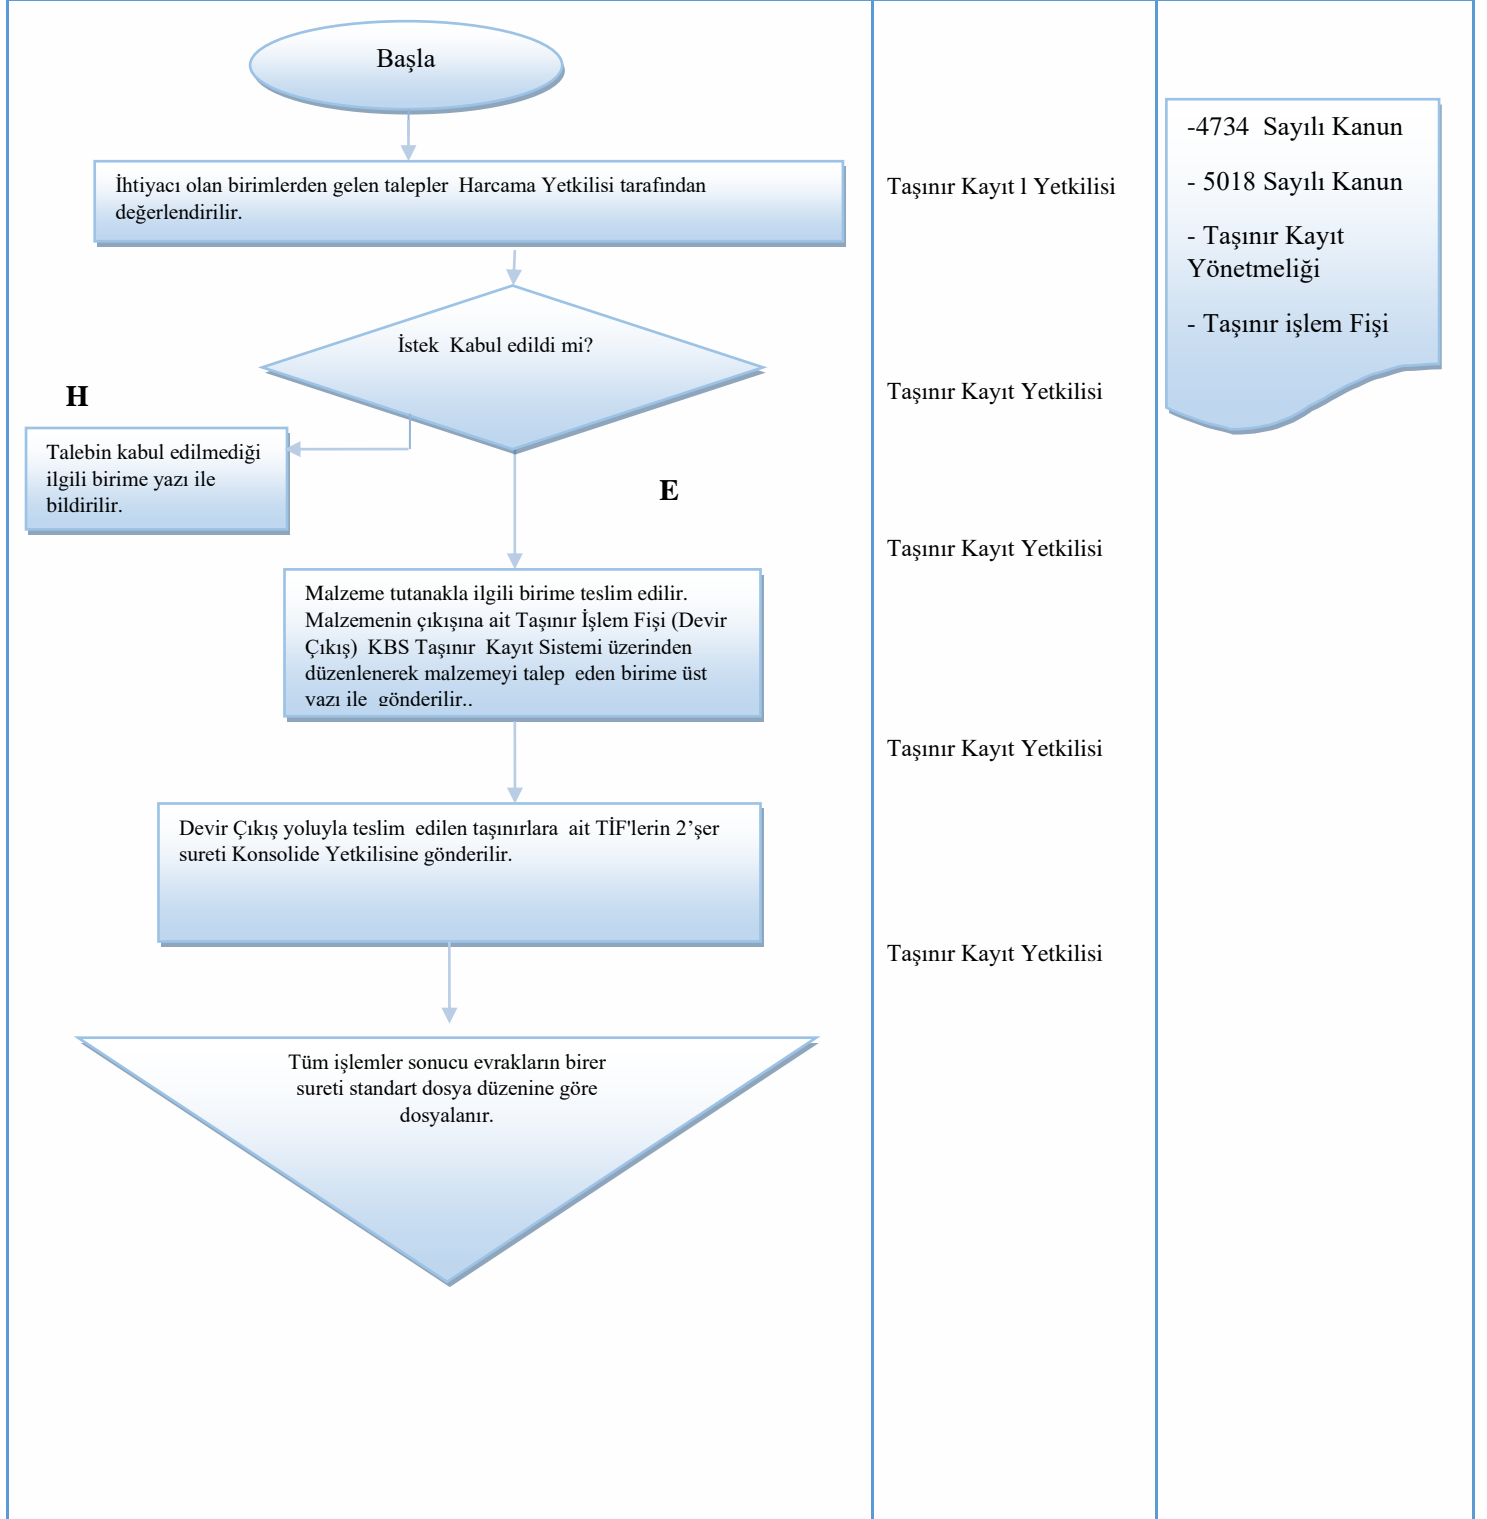 Başla
İhtiyacı olan birimlerden gelen talepler  Harcama Yetkilisi tarafından
değerlendirilir.
İstek  Kabul edildi mi?
H
Talebin kabul edilmediği
ilgili birime yazı ile
bildirilir.
E
Malzeme tutanakla ilgili birime teslim edilir.
Malzemenin çıkışına ait Taşınır İşlem Fişi (Devir
Çıkış)  KBS Taşınır  Kayıt Sistemi üzerinden
düzenlenerek malzemeyi talep  eden birime üst
yazı ile  gönderilir..
Devir Çıkış yoluyla teslim  edilen taşınırlara  ait TİF'lerin 2’şer
sureti Konsolide Yetkilisine gönderilir.
Tüm işlemler sonucu evrakların birer
sureti standart dosya düzenine göre
dosyalanır.
Taşınır Kayıt l Yetkilisi
Taşınır Kayıt Yetkilisi
Taşınır Kayıt Yetkilisi
Taşınır Kayıt Yetkilisi
Taşınır Kayıt Yetkilisi
-4734  Sayılı Kanun
- 5018 Sayılı Kanun
- Taşınır Kayıt
Yönetmeliği
- Taşınır işlem Fişi